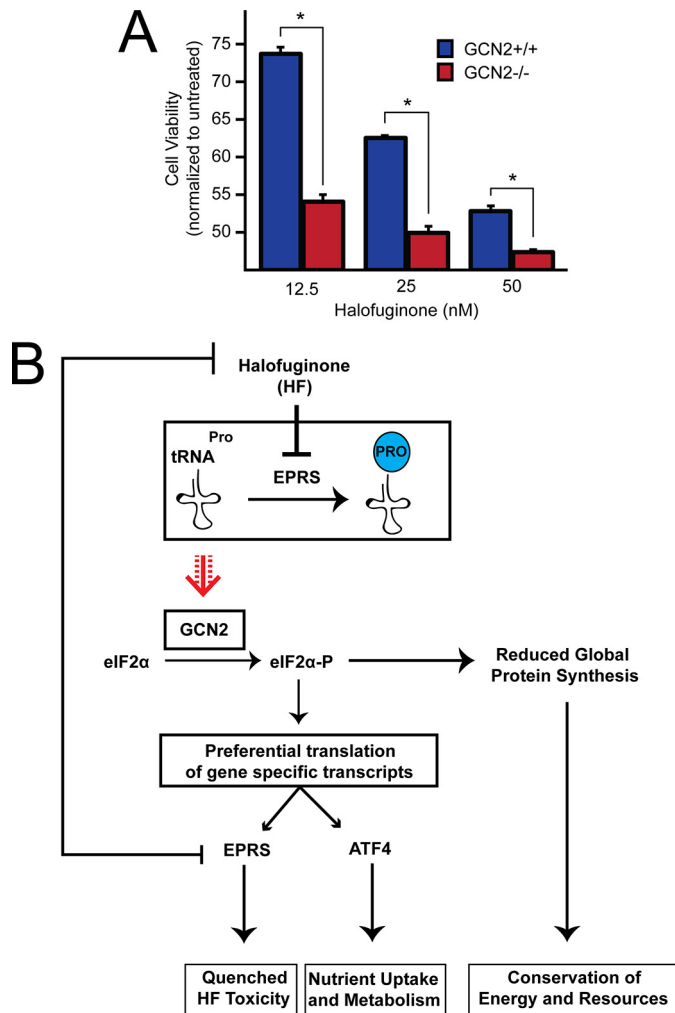 A
Cell Viability
(normalized to untreated)
75
70
65
60
55
50
*
*
*
GCN2+/+
GCN2-/-
12.5
25
50
Halofuginone (nM)
B
Halofuginone
(HF)
tRNA Pro
EPRS
PRO
GCN2
eIF2α
eIF2α-P
Reduced Global
Protein Synthesis
Preferential translation
of gene specific transcripts
EPRS
ATF4
Quenched
HF Toxicity
Nutrient Uptake
and Metabolism
Conservation of
Energy and Resources